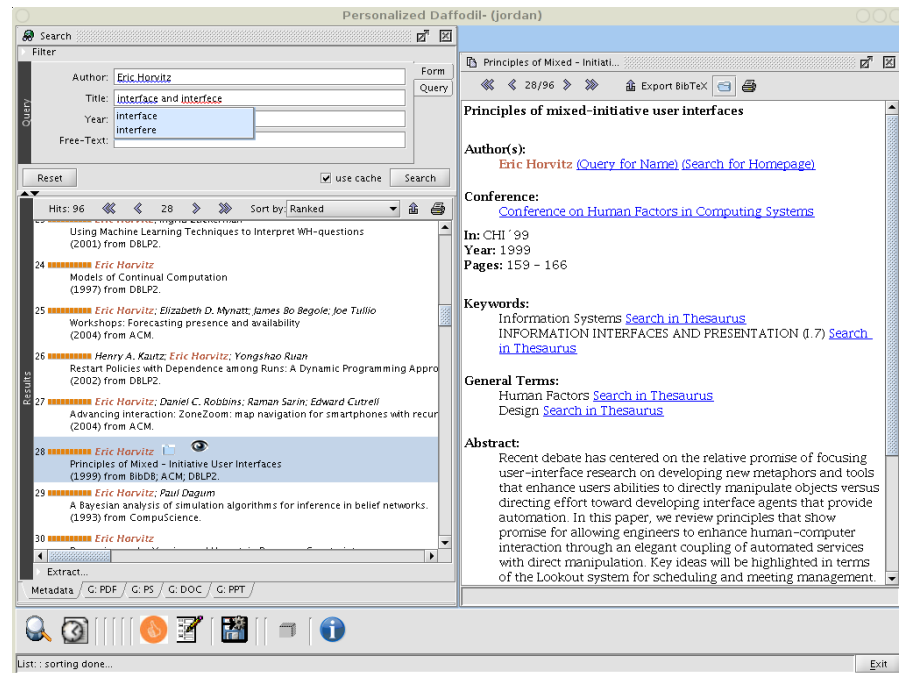 Personalized Daffodil- (jordan)
Search
Filter
Query
Author: Eric Horvitz
Title: interface and interfece
Year:
interface
interfere
Free-Text:
Form
Query
Reset
use cache
Search
Hits: 96
28
Sort by: Ranked
Results
Using Machine Learning Techniques to Interpret WH-questions
(2001) from DBLP2.
24 Eric Horvitz
Models of Continual Computation
(1997) from DBLP2.
25 Eric Horvitz; Elizabeth D. Mynatt; James Bo Begole; Joe Tullio
Workshops: Forecasting presence and availability
(2004) from ACM.
26 Henry A. Kautz; Eric Horvitz; Yongshao Ruan
Restart Policies with Dependence among Runs: A Dynamic Programming Appro
(2002) from DBLP2.
27 Eric Horvitz; Daniel C. Robbins; Raman Sarin; Edward Cutrell
Advancing interaction: ZoneZoom: map navigation for smartphones with recur
(2004) from ACM.
28 Eric Horvitz
Principles of Mixed - Initiative User Interfaces
(1999) from BibDB; ACM; DBLP2.
29 Eric Horvitz; Paul Dagum
A Bayesian analysis of simulation algorithms for inference in belief networks.
(1993) from CompuScience.
30 Eric Horvitz
Extract...
Metadata
G: PDF
G: PS
G: DOC
G: PPT
Principles of Mixed - Initiati...
28/96
Export BibTeX
Principles of mixed-initiative user interfaces
Author(s):
Eric Horvitz (Query for Name) (Search for Homepage)
Conference:
Conference on Human Factors in Computing Systems
In: CHI ´99
Year: 1999
Pages: 159 - 166
Keywords:
Information Systems Search in Thesaurus
INFORMATION INTERFACES AND PRESENTATION (I.7) Search
in Thesaurus
General Terms:
Human Factors Search in Thesaurus
Design Search in Thesaurus
Abstract:
Recent debate has centered on the relative promise of focusing
user-interface research on developing new metaphors and tools
that enhance users abilities to directly manipulate objects versus
directing effort toward developing interface agents that provide
automation. In this paper, we review principles that show
promise for allowing engineers to enhance human-computer
interaction through an elegant coupling of automated services
with direct manipulation. Key ideas will be highlighted in terms
of the Lookout system for scheduling and meeting management.
List: : sorting done...
Exit